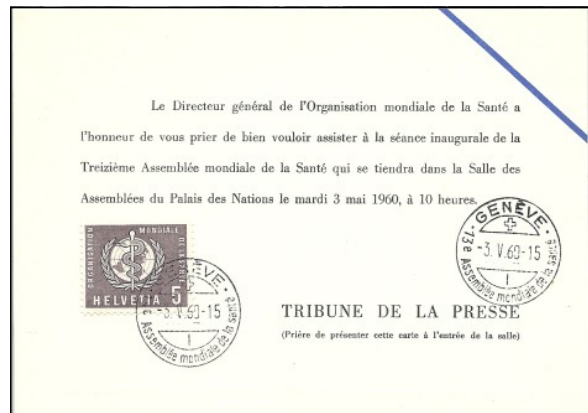 Le Directeur général de l'Organisation mondiale de la Santé a
l'honneur de vous prier de bien vouloir assister à la séance inaugurale de la
Treizième Assemblée mondiale de la Santé qui se tiendra dans la Salle des
Assemblées du Palais des Nations le mardi 3 mai 1960, à 10 heures.
GENÈVE
-3.V.60-15
I
13e Assemblée mondiale de la santé
ORGANISATION MONDIALE DE LA SANTÉ
HELVETIA 5
GENÈVE
-3.V.60-15
I
13e Assemblée mondiale de la santé
TRIBUNE DE LA PRESSE
(Prière de présenter cette carte à l'entrée de la salle)